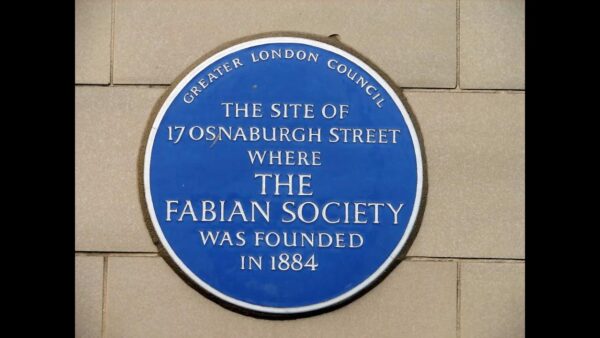 GREATER LONDON COUNCIL
THE SITE OF
17 OSNABURGH STREET
WHERE
THE
FABIAN SOCIETY
WAS FOUNDED
IN 1884